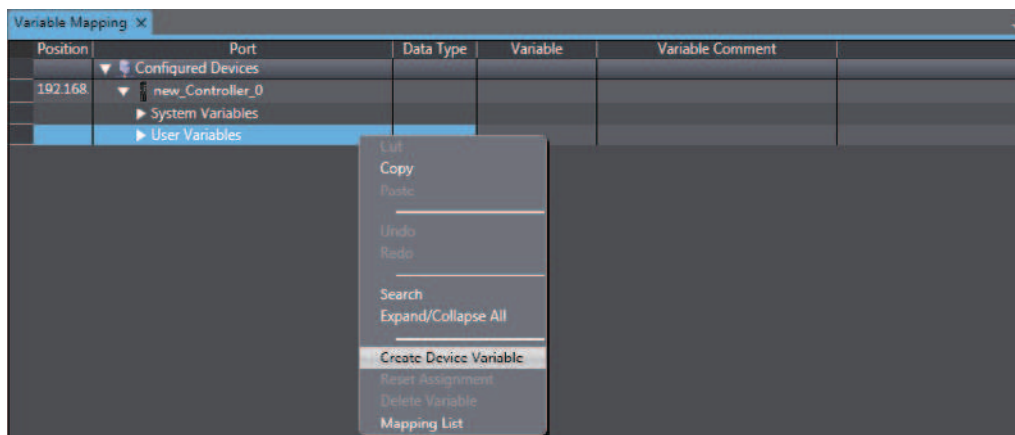 Variable Mapping X
Position Port Data Type Variable Variable Comment
Configured Devices
192.168. new_Controller_0
System Variables
User Variables
Cut
Copy
Paste
Undo
Redo
Search
Expand/Collapse All
Create Device Variable
Reset Assignment
Delete Variable
Mapping List